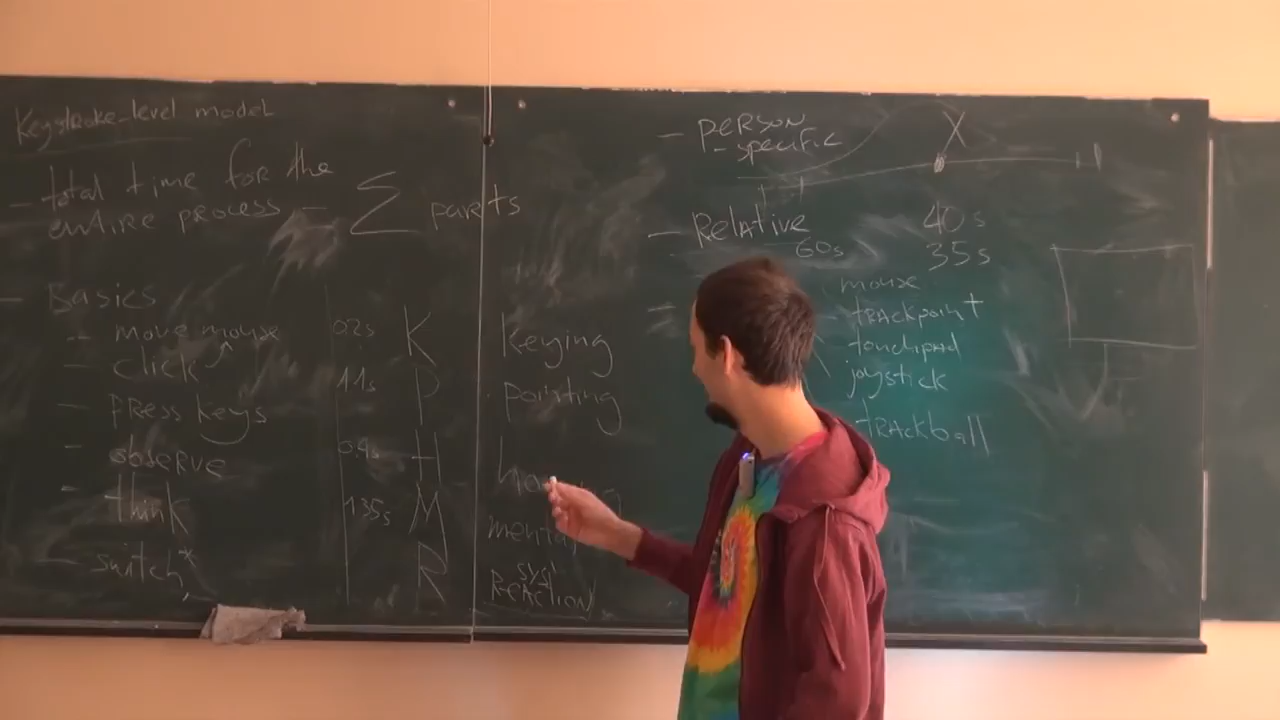 Keystroke-level model
- total time for the
entire process - Σ parts
- Basics
-- move mouse
- click
- press keys
- observe
- think
- switch*
0.2s K keying
1.1s P pointing
0.4s H
1.35s M mental
R syst.
REACTION
- PERSON
- specific
X
- RELATIVE 40s
60s 35s
mouse
TRACKpoint
touchpad
joystick
TRACKball